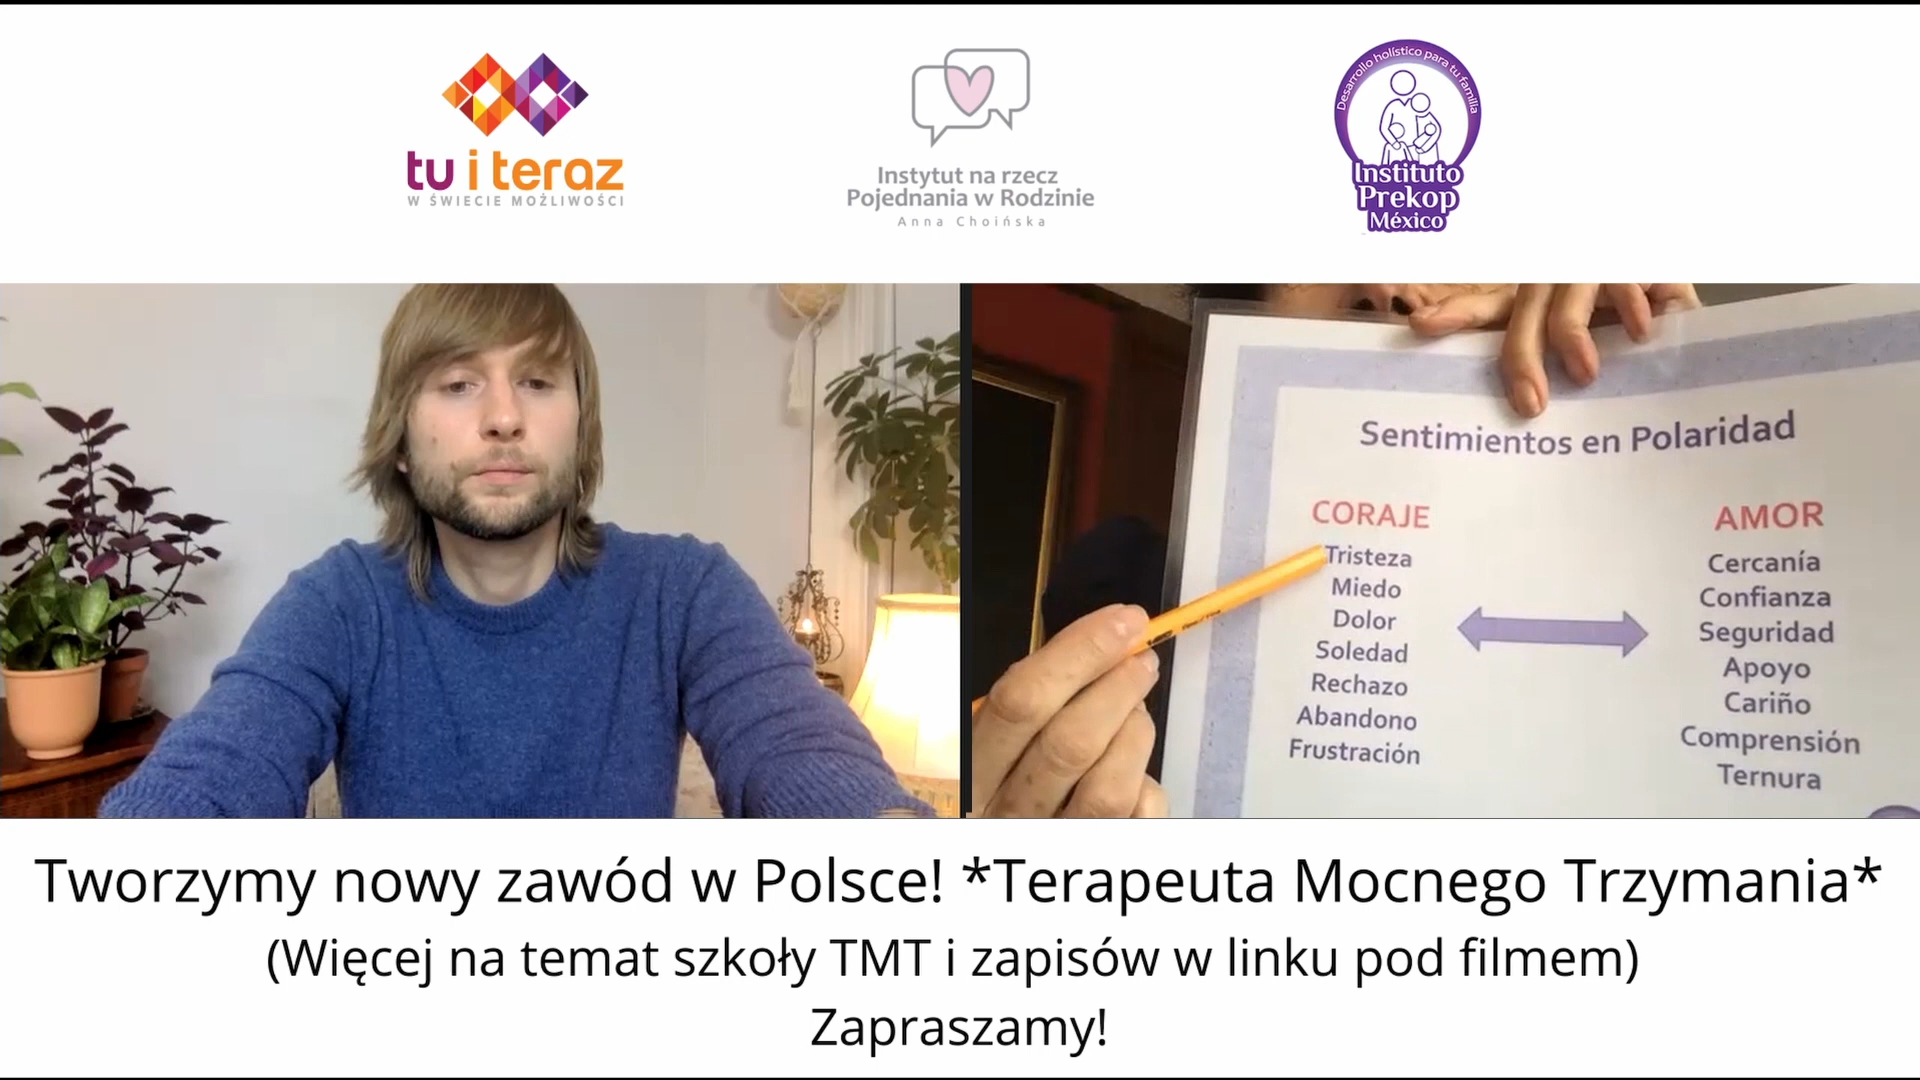 tu i teraz
W ŚWIECIE MOŻLIWOŚCI
Instytut na rzecz
Pojednania w Rodzinie
Anna Choińska
Desarrollo holístico para tu familia
Instituto
Prekop
México
Sentimientos en Polaridad
CORAJE
Tristeza
Miedo
Dolor
Soledad
Rechazo
Abandono
Frustración
AMOR
Cercanía
Confianza
Seguridad
Apoyo
Cariño
Comprensión
Ternura
Tworzymy nowy zawód w Polsce! *Terapeuta Mocnego Trzymania*
(Więcej na temat szkoły TMT i zapisów w linku pod filmem)
Zapraszamy!